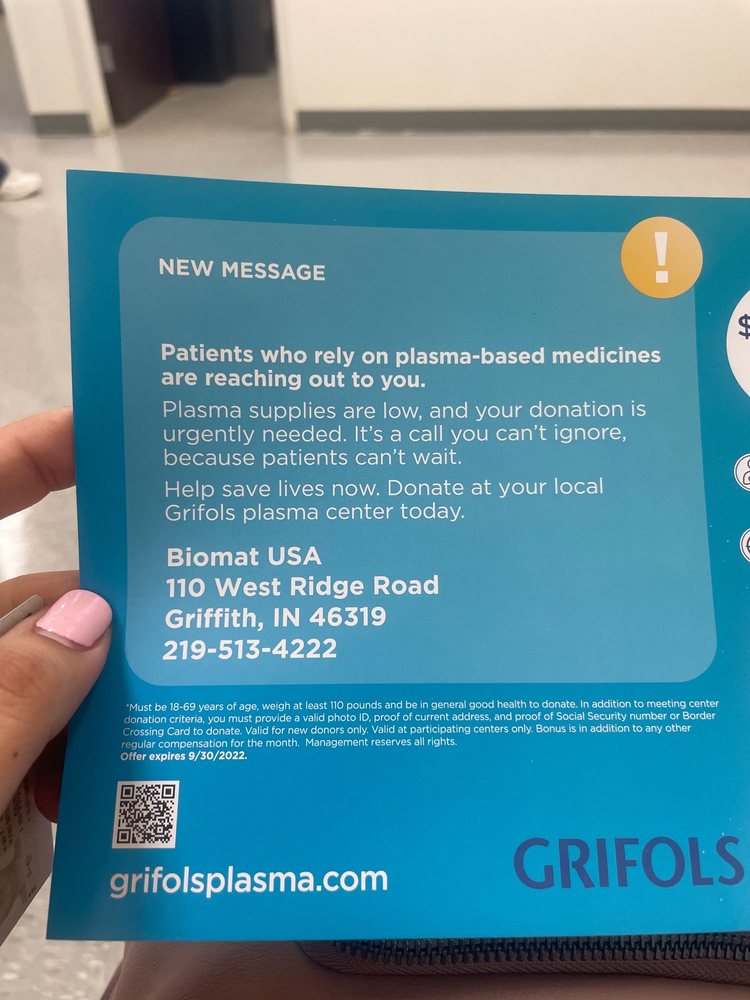 NEW MESSAGE
!
Patients who rely on plasma-based medicines
are reaching out to you.
Plasma supplies are low, and your donation is
urgently needed. It's a call you can't ignore,
because patients can't wait.
Help save lives now. Donate at your local
Grifols plasma center today.
Biomat USA
110 West Ridge Road
Griffith, IN 46319
219-513-4222
$
*Must be 18-69 years of age, weigh at least 110 pounds and be in general good health to donate. In addition to meeting center
donation criteria, you must provide a valid photo ID, proof of current address, and proof of Social Security number or Border
Crossing Card to donate. Valid for new donors only. Valid at participating centers only. Bonus is in addition to any other
regular compensation for the month. Management reserves all rights.
Offer expires 9/30/2022.
grifolsplasma.com
GRIFOLS